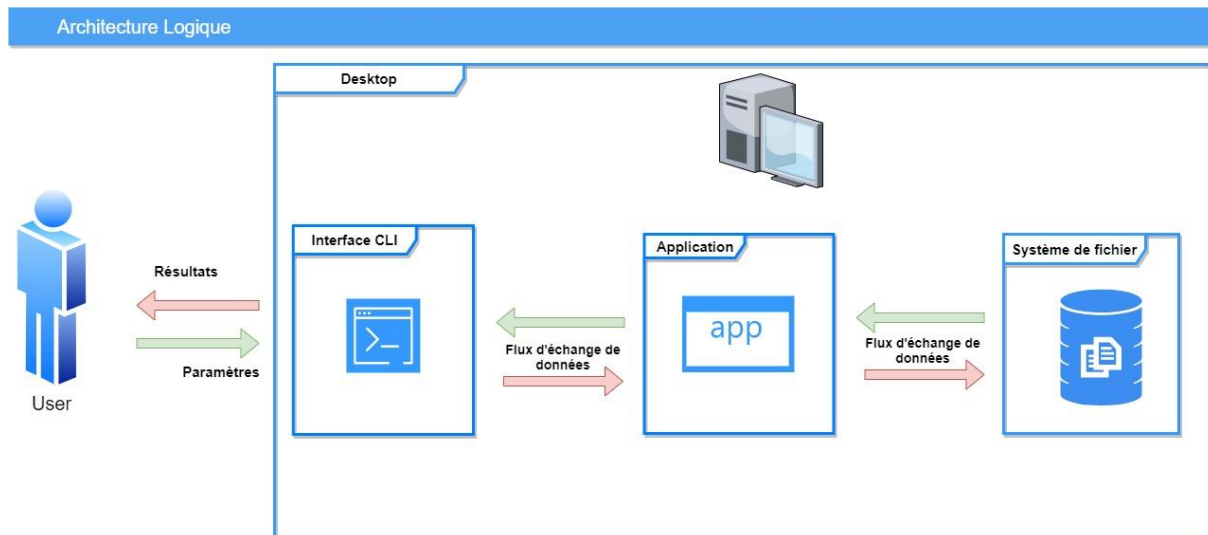 Architecture Logique
Desktop
Interface CLI
Application
Système de fichier
Résultats
Paramètres
User
Flux d'échange de
données
app
Flux d'échange de
données